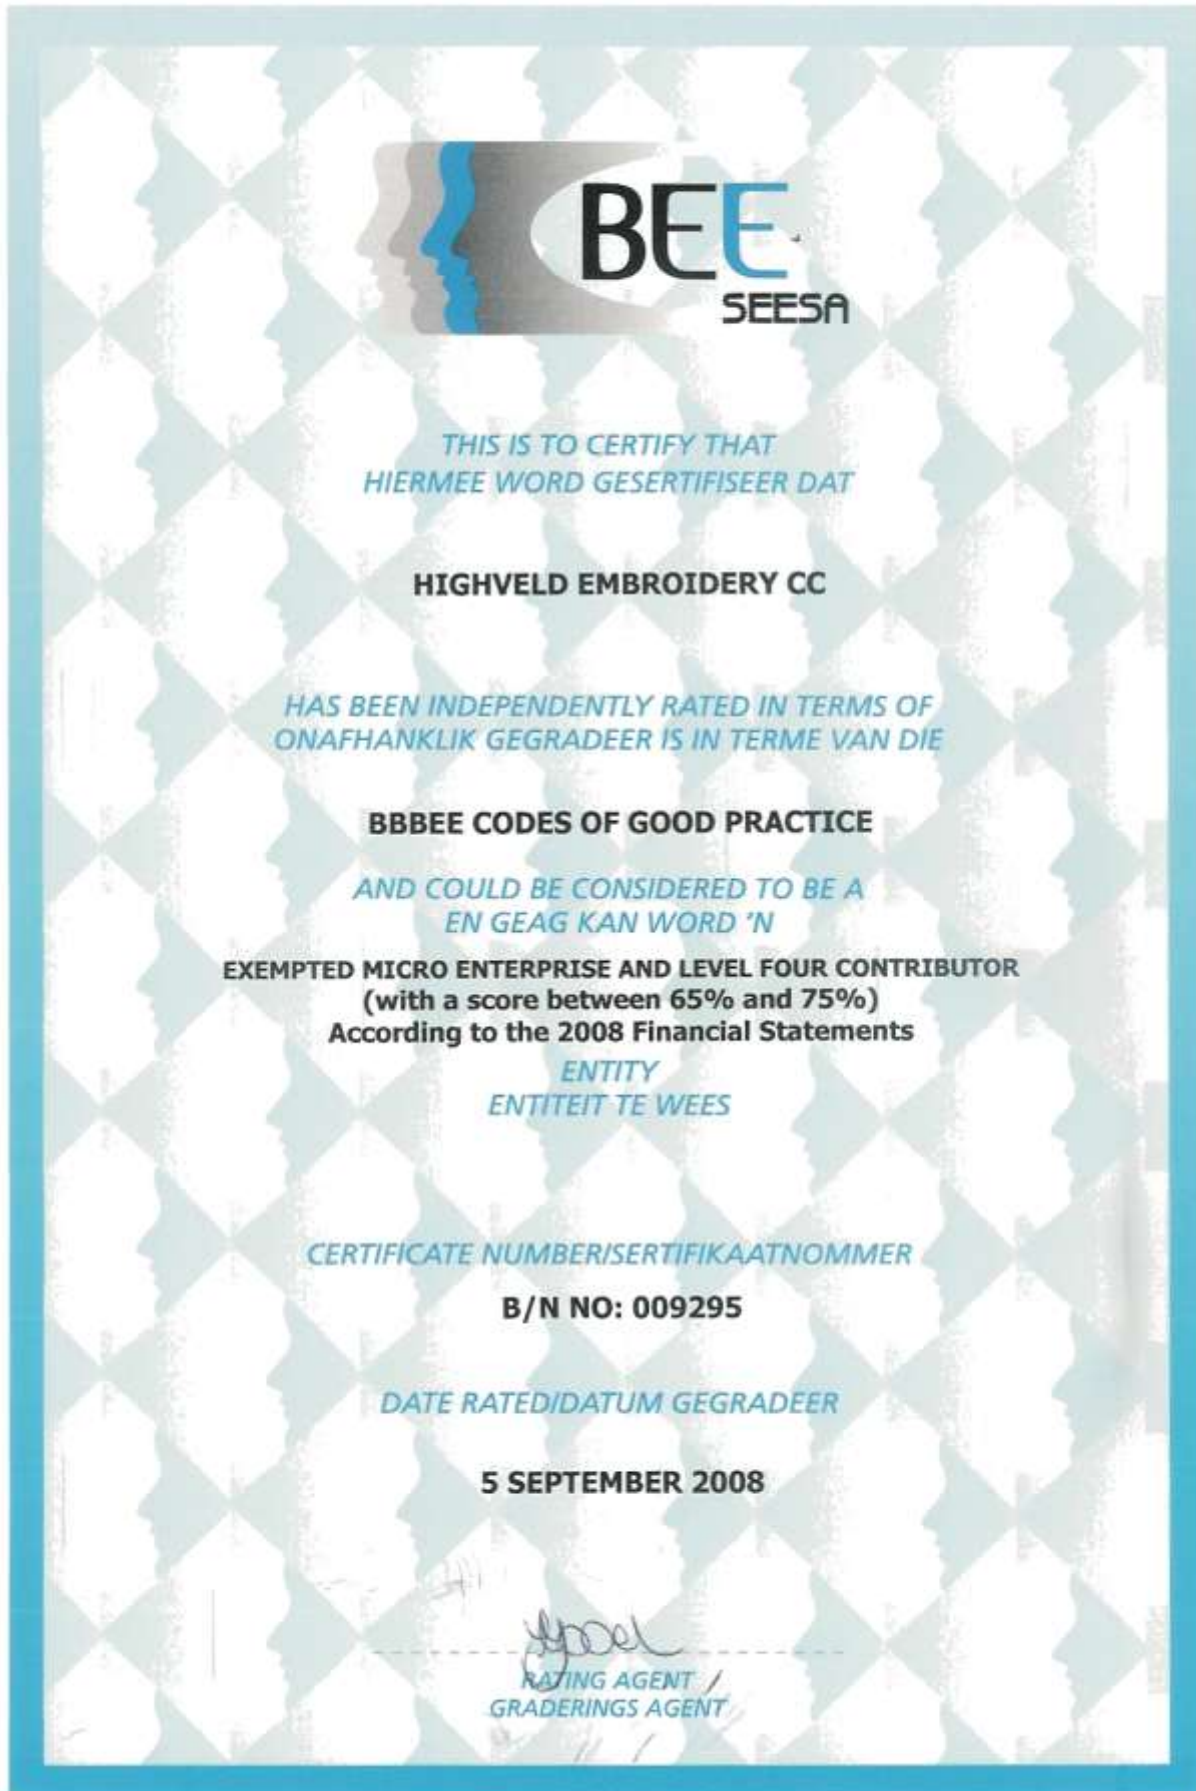 BEE
SEESA
THIS IS TO CERTIFY THAT
HIERMEE WORD GESERTIFISEER DAT
HIGHVELD EMBROIDERY CC
HAS BEEN INDEPENDENTLY RATED IN TERMS OF
ONAFHANKLIK GEGRADEER IS IN TERME VAN DIE
BBBEE CODES OF GOOD PRACTICE
AND COULD BE CONSIDERED TO BE A
EN GEAG KAN WORD 'N
EXEMPTED MICRO ENTERPRISE AND LEVEL FOUR CONTRIBUTOR
(with a score between 65% and 75%)
According to the 2008 Financial Statements
ENTITY
ENTITEIT TE WEES
CERTIFICATE NUMBER/SERTIFIKAATNOMMER
B/N NO: 009295
DATE RATED/DATUM GEGRADEER
5 SEPTEMBER 2008
RATING AGENT
GRADERINGS AGENT